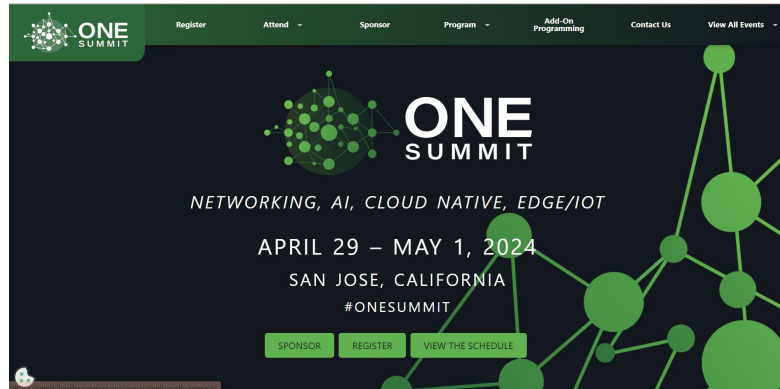 ONE
SUMMIT
Register
Attend
Sponsor
Program
Add-On
Programming
Contact Us
View All Events
ONE
SUMMIT
NETWORKING, AI, CLOUD NATIVE, EDGE/IOT
APRIL 29 – MAY 1, 2024
SAN JOSE, CALIFORNIA
#ONESUMMIT
SPONSOR
REGISTER
VIEW THE SCHEDULE